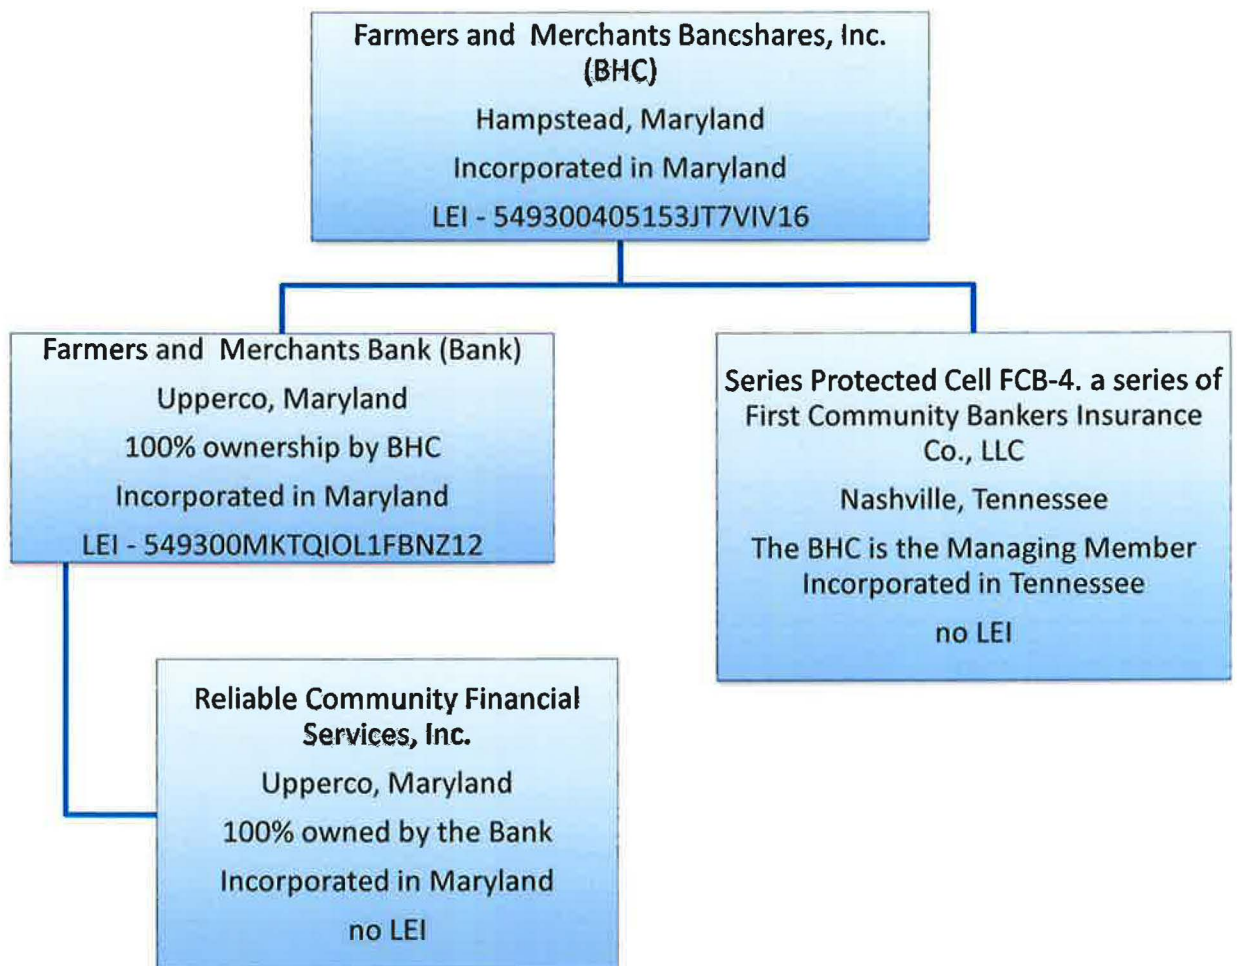 Farmers and Merchants Bancshares, Inc.
(BHC)
Hampstead, Maryland
Incorporated in Maryland
LEI - 549300405153JT7VIV16
Farmers and Merchants Bank (Bank)
Upperco, Maryland
100% ownership by BHC
Incorporated in Maryland
LEI - 549300MKTQIOL1FBNZ12
Series Protected Cell FCB-4. a series of
First Community Bankers Insurance
Co., LLC
Nashville, Tennessee
The BHC is the Managing Member
Incorporated in Tennessee
no LEI
Reliable Community Financial
Services, Inc.
Upperco, Maryland
100% owned by the Bank
Incorporated in Maryland
no LEI